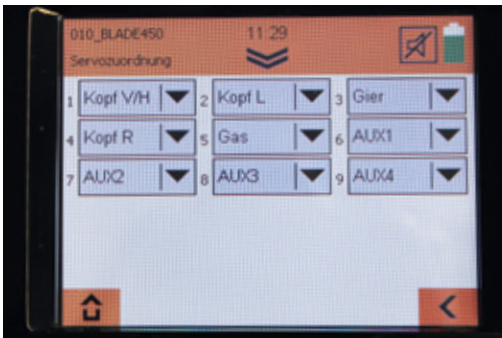 010_BLADE450 11:29
Servozuordnung
1 Kopf V/H 2 Kopf L 3 Gier
4 Kopf R 5 Gas 6 AUX1
7 AUX2 8 AUX3 9 AUX4